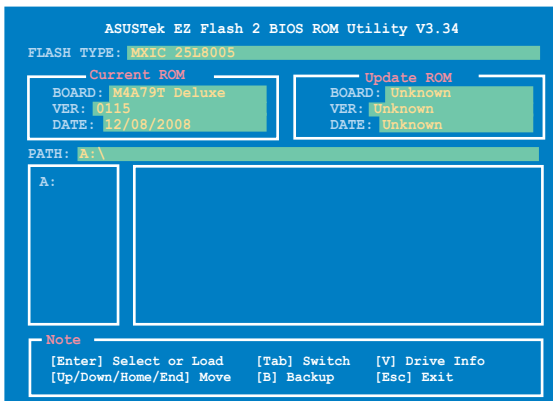 ASUSTek EZ Flash 2 BIOS ROM Utility V3.34
FLASH TYPE: MXIC 25L8005
Current ROM
BOARD: M4A79T Deluxe
VER: 0115
DATE: 12/08/2008
Update ROM
BOARD: Unknown
VER: Unknown
DATE: Unknown
PATH: A:\
A:
Note
[Enter] Select or Load [Tab] Switch [V] Drive Info
[Up/Down/Home/End] Move [B] Backup [Esc] Exit